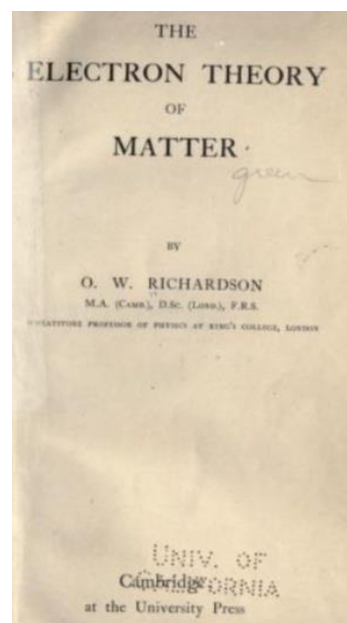 THE
ELECTRON THEORY
OF
MATTER
green
BY
O. W. RICHARDSON
M.A. (CAMB.), D.SC. (LOND.), F.R.S.
WHEATSTONE PROFESSOR OF PHYSICS AT KING'S COLLEGE, LONDON
UNIV. OF
CALIFORNIA
Cambridge
at the University Press